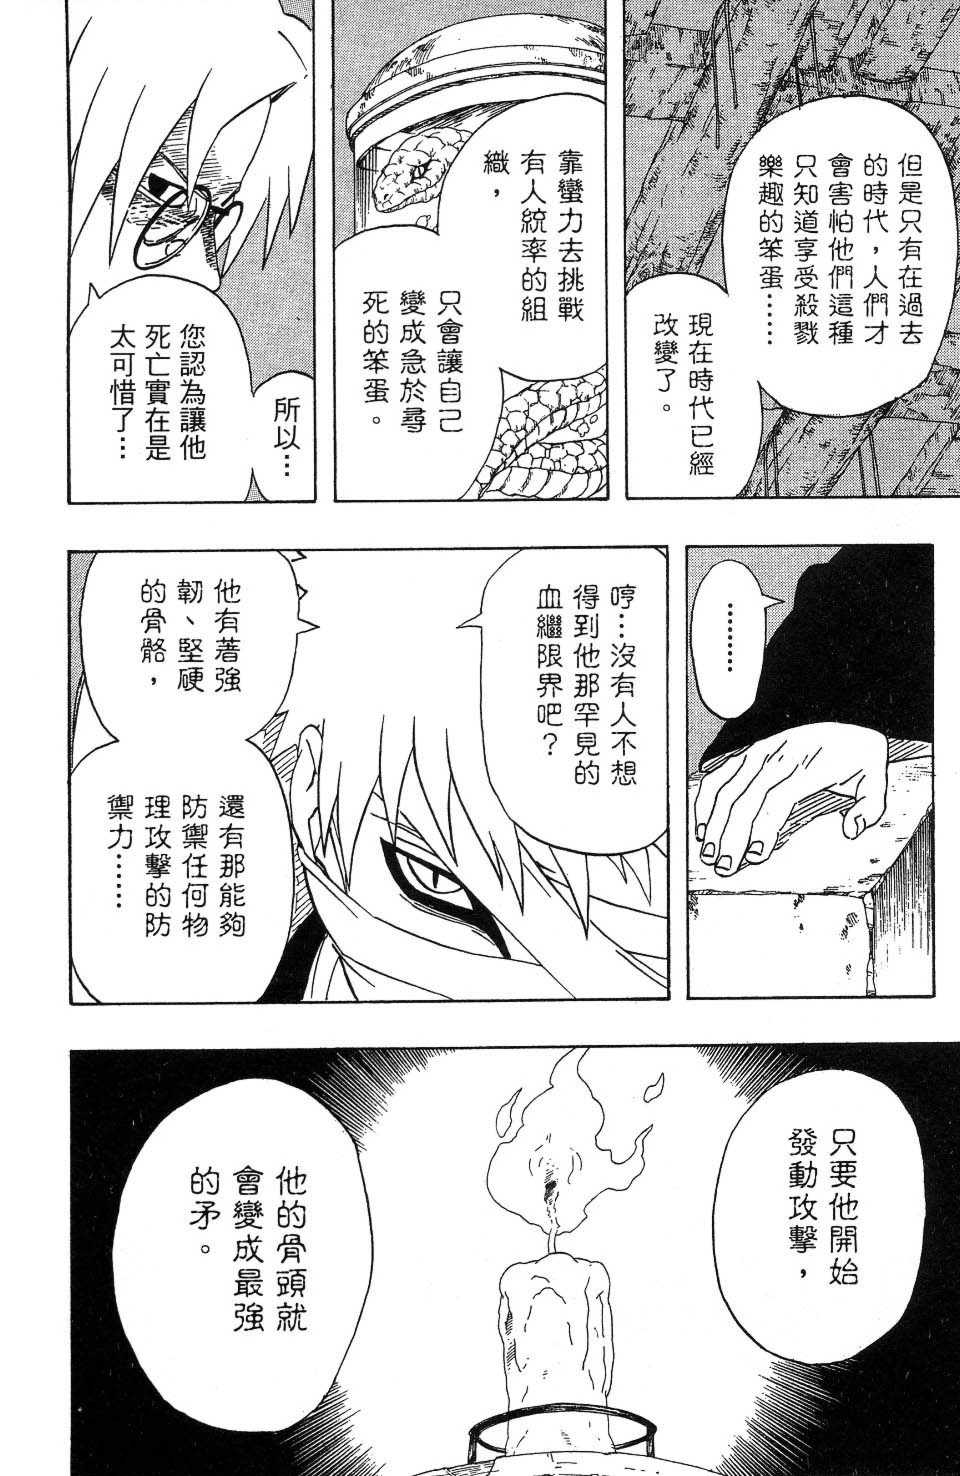 但是只有在過去
的時代，人們才
會害怕他們這種
只知道享受殺戮
樂趣的笨蛋……
現在時代已經
改變了。
靠蠻力去挑戰
有人統率的組
織，
只會讓自己
變成急於尋
死的笨蛋。
所以…
您認為讓他
死亡實在是
太可惜了…
………
哼…沒有人不想
得到他那罕見的
血繼限界吧？
他有著強
韌、堅硬
的骨骼，
還有那能夠
防禦任何物
理攻擊的防
禦力……
只要他開始
發動攻擊，
他的骨頭就
會變成最強
的矛。